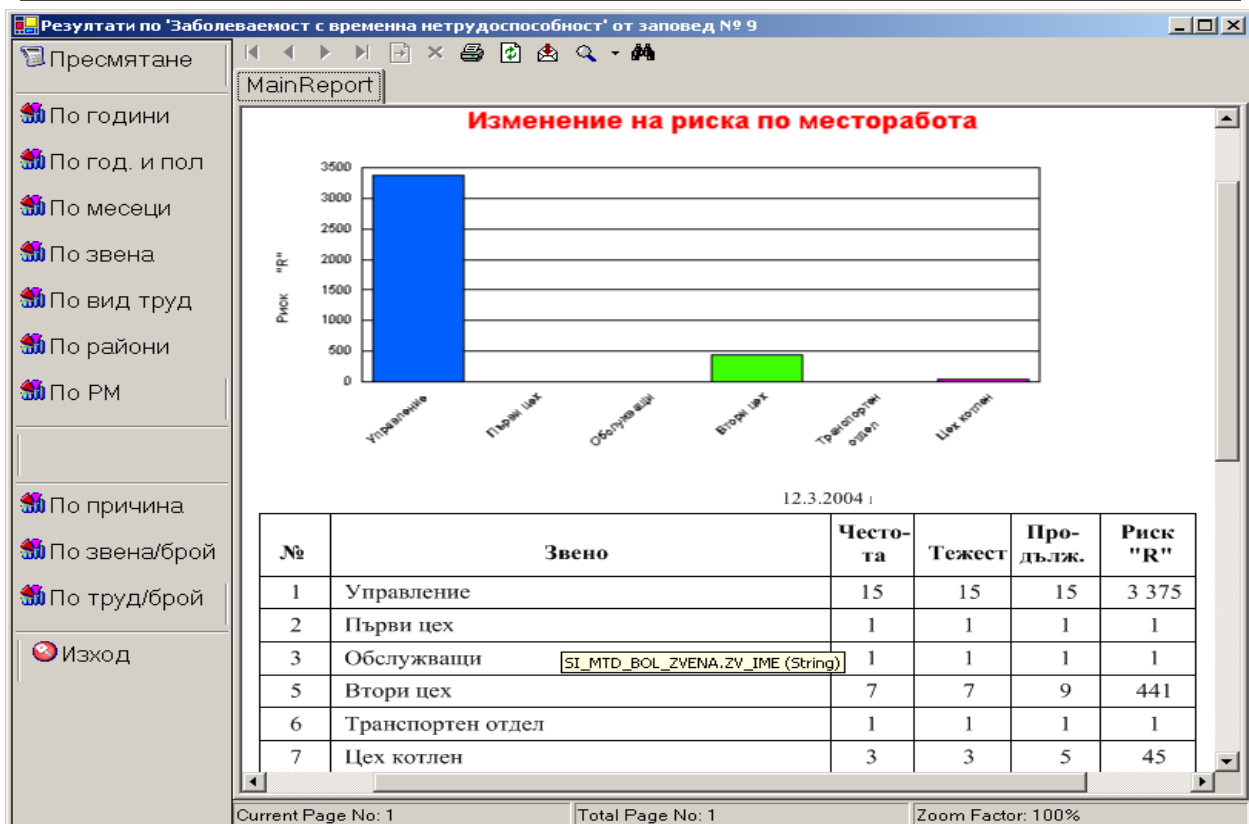 Резултати по 'Заболеваемост с временна нетрудоспособност' от заповед № 9
Пресмятане
По години
По год. и пол
По месеци
По звена
По вид труд
По райони
По РМ
По причина
По звена/брой
По труд/брой
Изход
MainReport
Изменение на риска по месторабота
Риск "R"
3500
3000
2500
2000
1500
1000
500
0
Управление
Първи цех
Обслужващи
Втори цех
Транспортен
отдел
Цех котлен
12.3.2004 г
№ Звено Често-та Тежест Про-дълж. Риск "R"
1 Управление 15 15 15 3 375
2 Първи цех 1 1 1 1
3 Обслужващи 1 1 1 1
SI_MTD_BOL_ZVENA.ZV_IME (String)
5 Втори цех 7 7 9 441
6 Транспортен отдел 1 1 1 1
7 Цех котлен 3 3 5 45
Current Page No: 1
Total Page No: 1
Zoom Factor: 100%